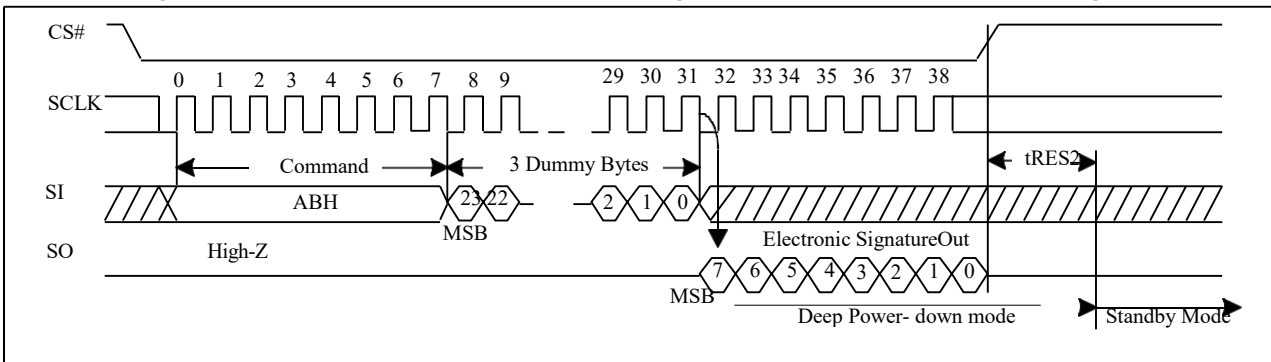 CS#
0 1 2 3 4 5 6 7 8 9 29 30 31 32 33 34 35 36 37 38
SCLK
Command 3 Dummy Bytes tRES2
SI
ABH 23 22 2 1 0
MSB
SO High-Z Electronic SignatureOut
7 6 5 4 3 2 1 0
MSB
Deep Power- down mode Standby Mode